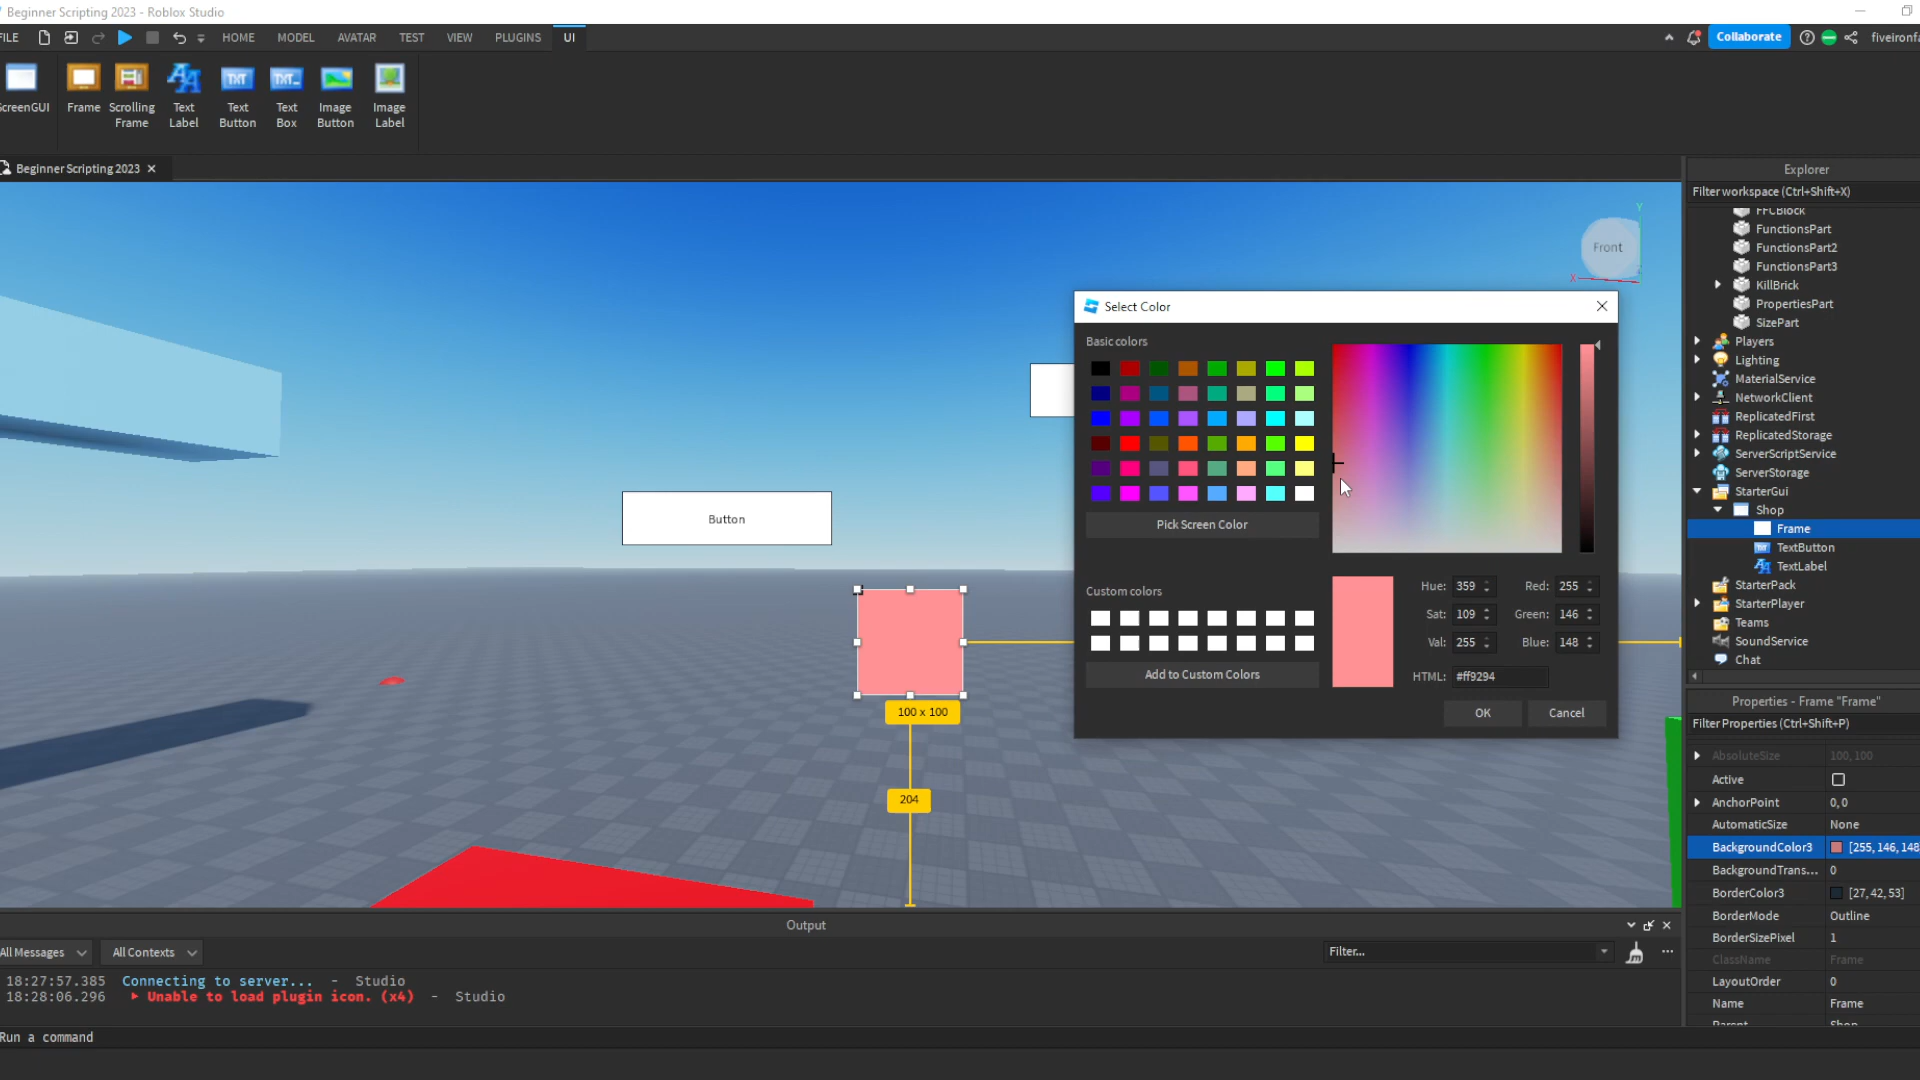 Beginner Scripting 2023 - Roblox Studio
FILE HOME MODEL AVATAR TEST VIEW PLUGINS UI Collaborate fiveironfa
ScreenGUI
Frame
Scrolling
Frame
Text
Label
Text
Button
Text
Box
Image
Button
Image
Label
TXT
TXT
Beginner Scripting 2023
Explorer
Filter workspace (Ctrl+Shift+X)
FFCBlock
FunctionsPart
FunctionsPart2
FunctionsPart3
KillBrick
PropertiesPart
SizePart
Players
Lighting
MaterialService
NetworkClient
ReplicatedFirst
ReplicatedStorage
ServerScriptService
ServerStorage
StarterGui
Shop
Frame
TextButton
TextLabel
StarterPack
StarterPlayer
Teams
SoundService
Chat
Y
Front
X
Button
100 x 100
204
Select Color
Basic colors
Pick Screen Color
Custom colors
Add to Custom Colors
Hue: 359 Red: 255
Sat: 109 Green: 146
Val: 255 Blue: 148
HTML: #ff9294
OK Cancel
Properties - Frame "Frame"
Filter Properties (Ctrl+Shift+P)
AbsoluteSize 100, 100
Active
AnchorPoint 0, 0
AutomaticSize None
BackgroundColor3 [255, 146, 148
BackgroundTrans... 0
BorderColor3 [27, 42, 53]
BorderMode Outline
BorderSizePixel 1
ClassName Frame
LayoutOrder 0
Name Frame
Parent Shop
Output
All Messages All Contexts Filter...
18:27:57.385 Connecting to server... - Studio
18:28:06.296 Unable to load plugin icon. (x4) - Studio
Run a command